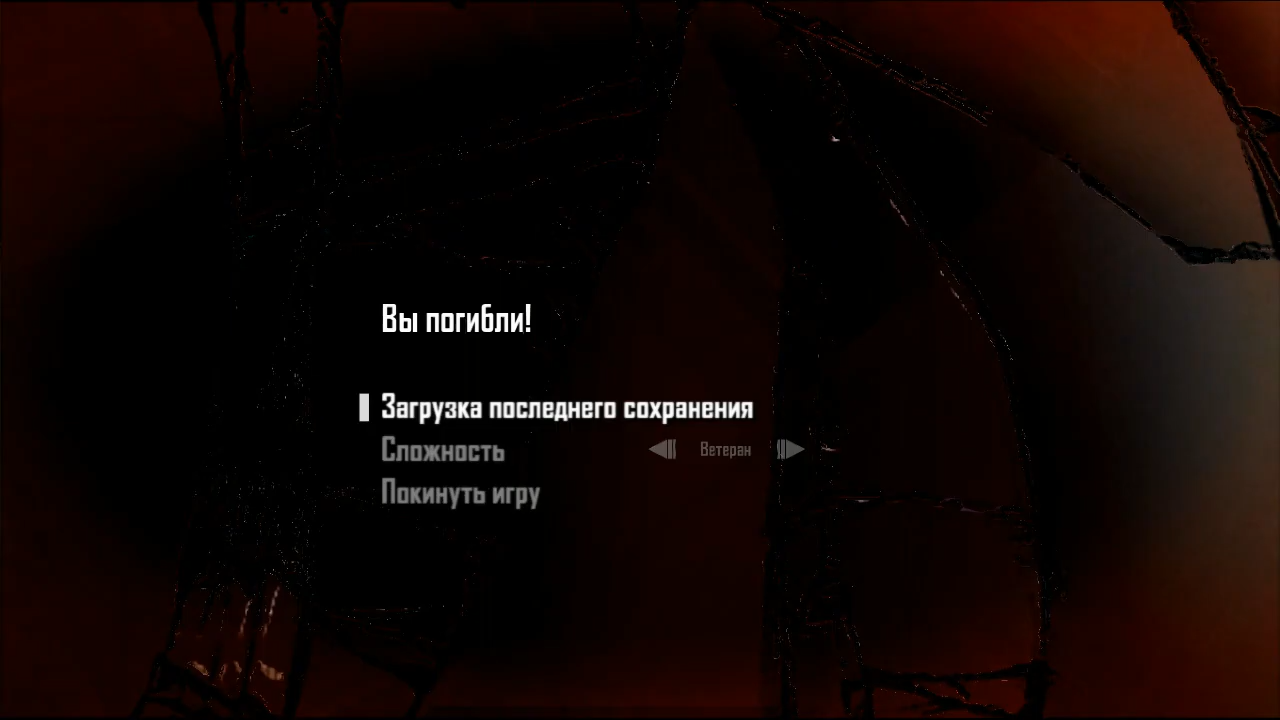 Вы погибли!
Загрузка последнего сохранения
Сложность Ветеран
Покинуть игру